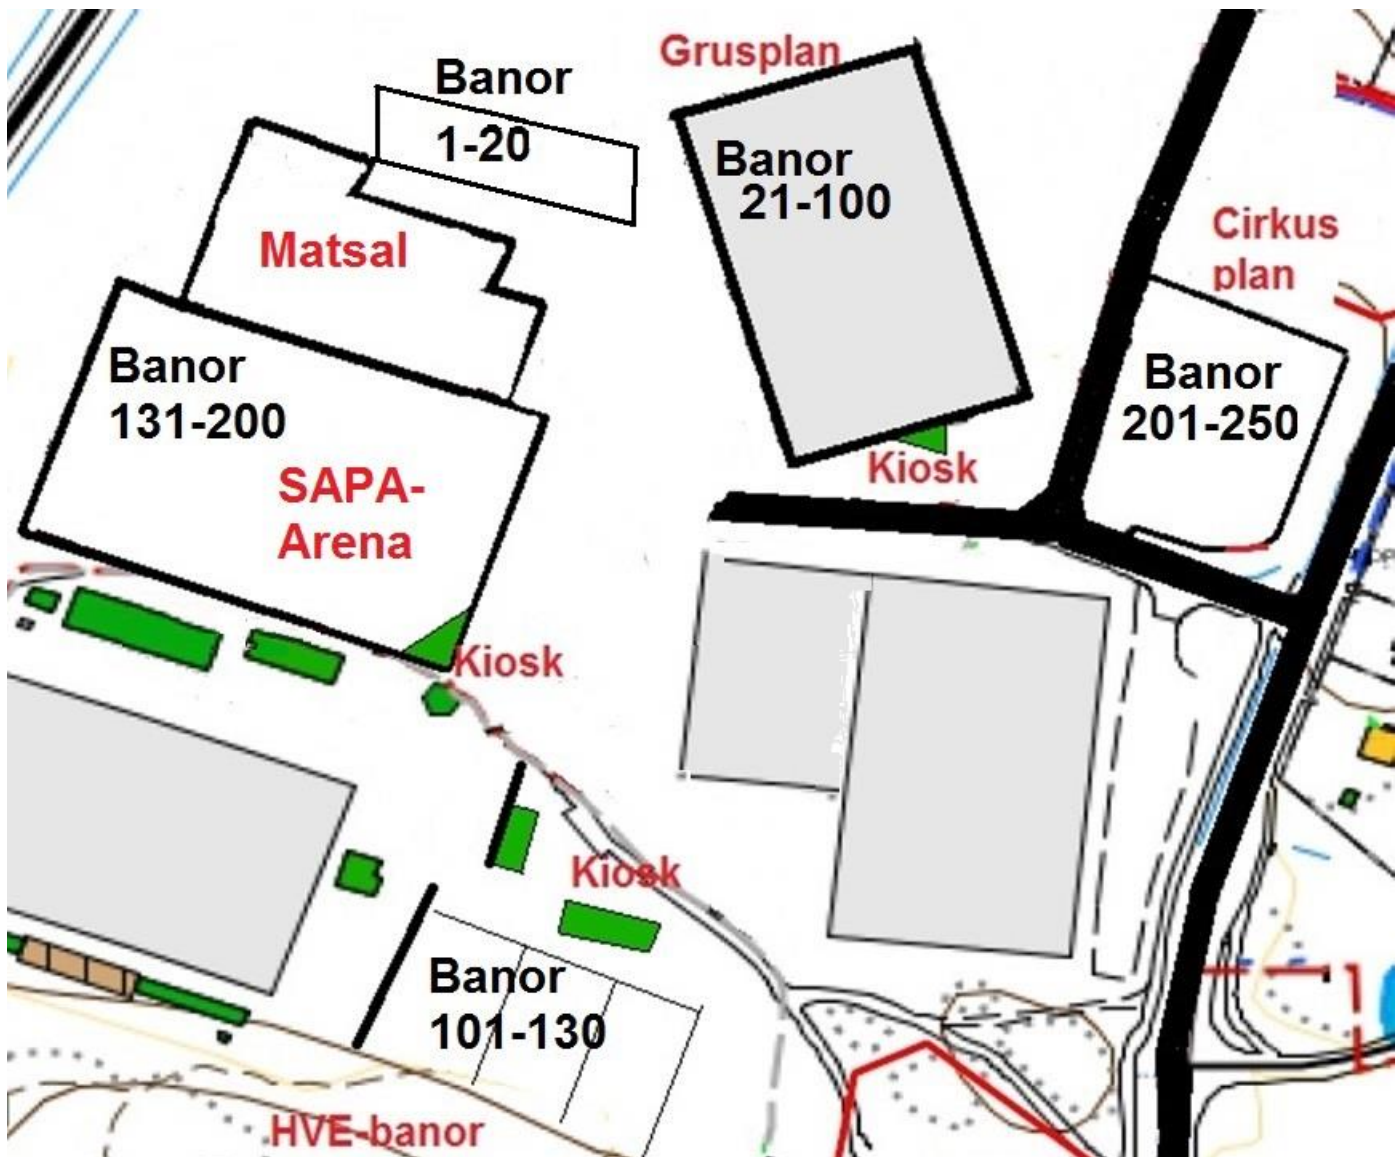 Grusplan
Banor
1-20
Banor
21-100
Cirkus
plan
Matsal
Banor
131-200
Banor
201-250
SAPA-
Arena
Kiosk
Kiosk
Kiosk
Banor
101-130
HVE-banor